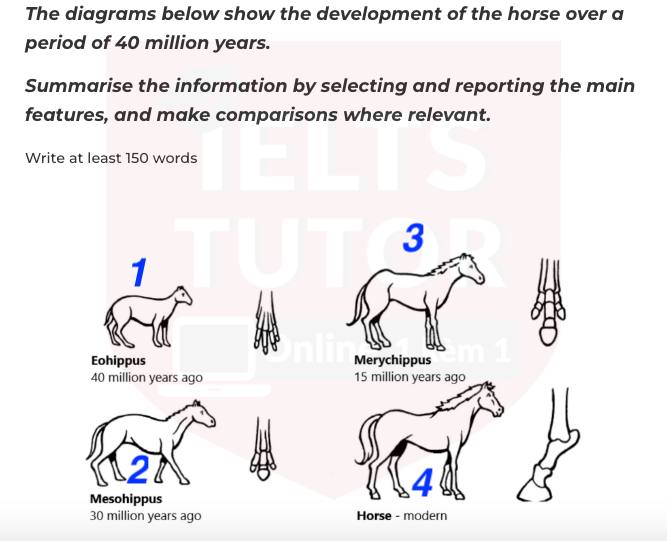 The diagrams below show the development of the horse over a
period of 40 million years.
Summarise the information by selecting and reporting the main
features, and make comparisons where relevant.
Write at least 150 words
IELTS
TUTOR
1
Eohippus
40 million years ago
3
Merychippus
15 million years ago
2
Mesohippus
30 million years ago
4
Horse - modern